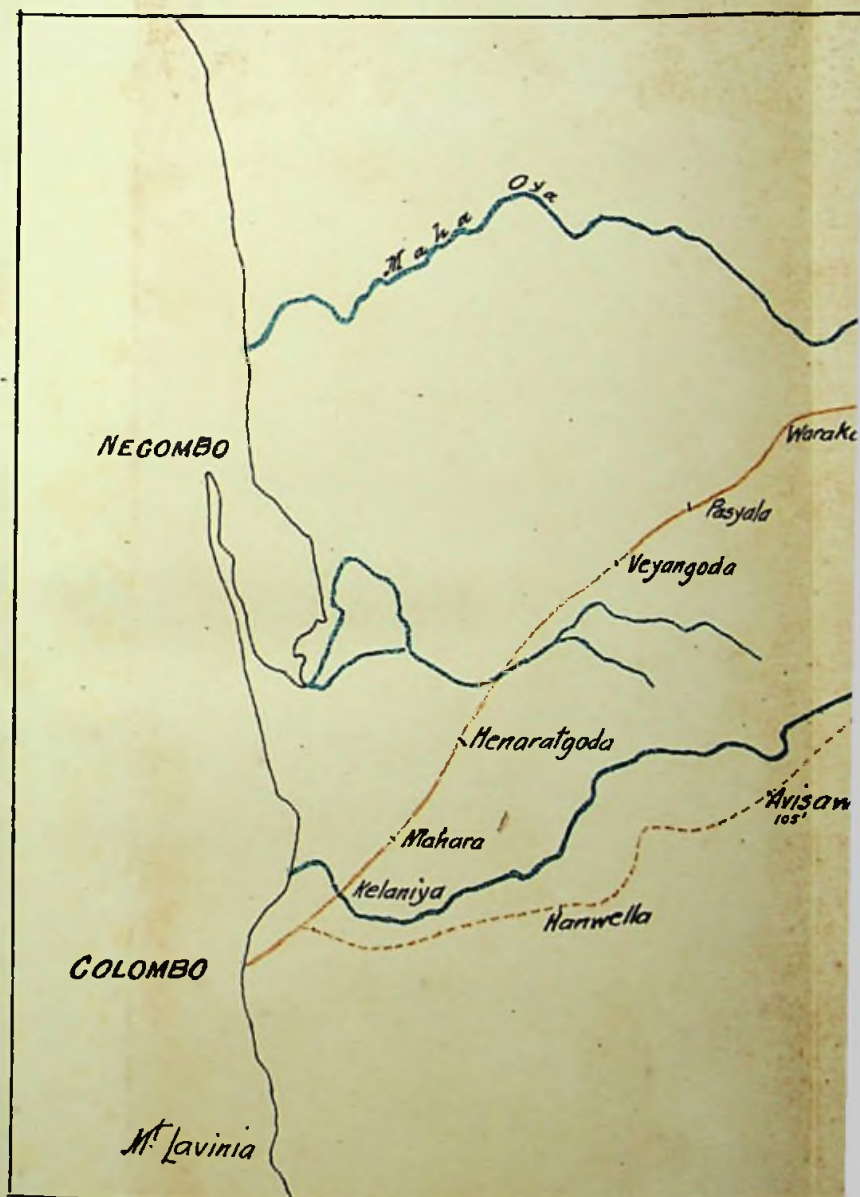 Maha Oya
NEGOMBO
Warak
Pasyala
Veyangoda
Henaratgoda
Avisaw
105'
Mahara
Kelaniya
Hanwella
COLOMBO
Mt. Lavinia